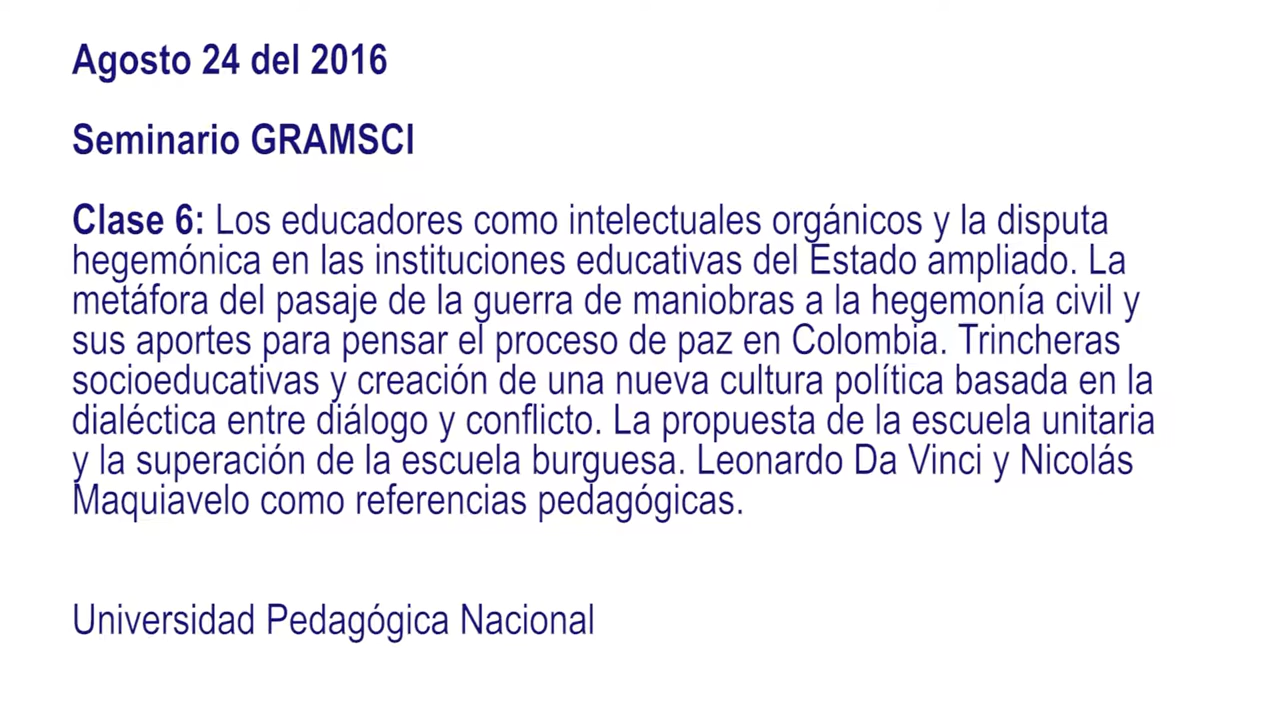 Agosto 24 del 2016
Seminario GRAMSCI
Clase 6: Los educadores como intelectuales orgánicos y la disputa
hegemónica en las instituciones educativas del Estado ampliado. La
metáfora del pasaje de la guerra de maniobras a la hegemonía civil y
sus aportes para pensar el proceso de paz en Colombia. Trincheras
socioeducativas y creación de una nueva cultura política basada en la
dialéctica entre diálogo y conflicto. La propuesta de la escuela unitaria
y la superación de la escuela burguesa. Leonardo Da Vinci y Nicolás
Maquiavelo como referencias pedagógicas.
Universidad Pedagógica Nacional